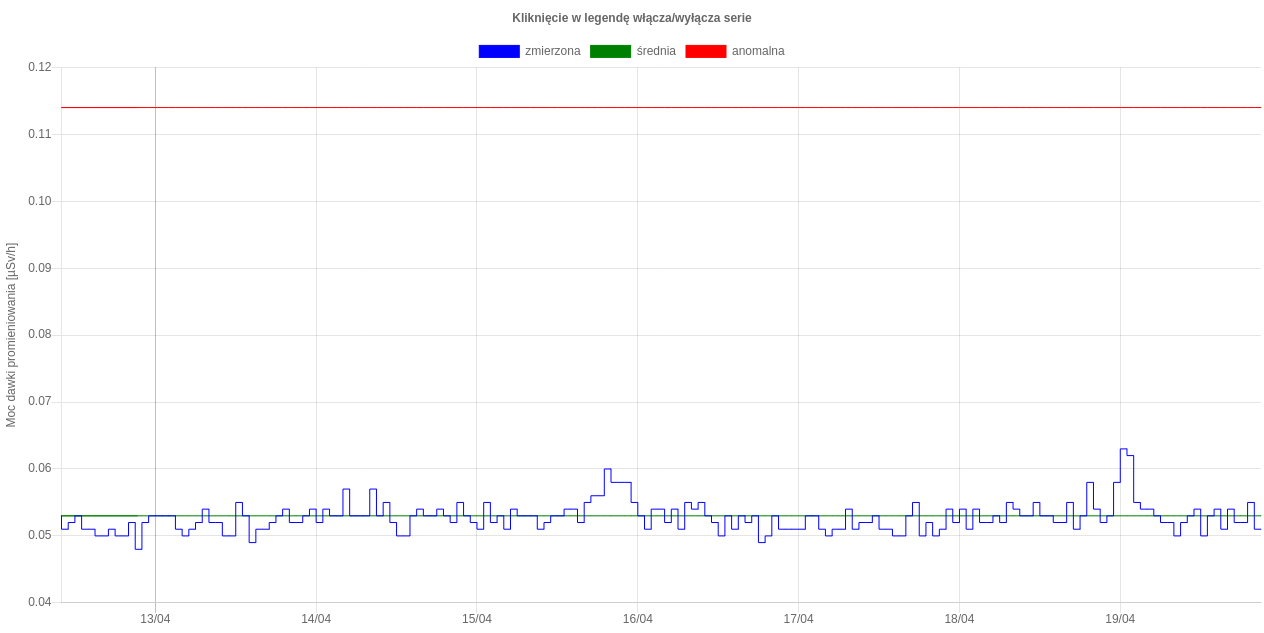 Kliknięcie w legendę włącza/wyłącza serie
zmierzona średnia anomalna
Moc dawki promieniowania [µSv/h]
0.12
0.11
0.10
0.09
0.08
0.07
0.06
0.05
0.04
13/04 14/04 15/04 16/04 17/04 18/04 19/04